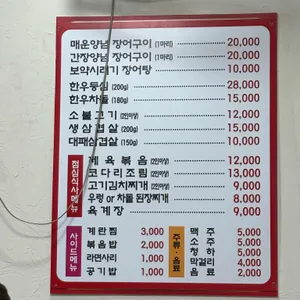 매운양념 장어구이 (1마리) 20,000
간장양념 장어구이 (1마리) 20,000
보약시래기 장어탕 10,000
한우등심 (200g) 28,000
한우차돌 (180g) 15,000
소불고기 (2인이상) 12,000
생삼겹살 (200g) 15,000
대패삼겹살 (150g) 10,000
점심식사메뉴
제육볶음 (2인이상) 12,000
코다리조림 (2인이상) 13,000
고기김치찌개 (2인이상) 9,000
우렁 or 차돌 된장찌개 8,000
육계장 9,000
사이드메뉴
계란찜 3,000
볶음밥 2,000
라면사리 1,000
공기밥 1,000
주류·음료
맥주 5,000
소주 5,000
청하 5,000
막걸리 4,000
음료 2,000